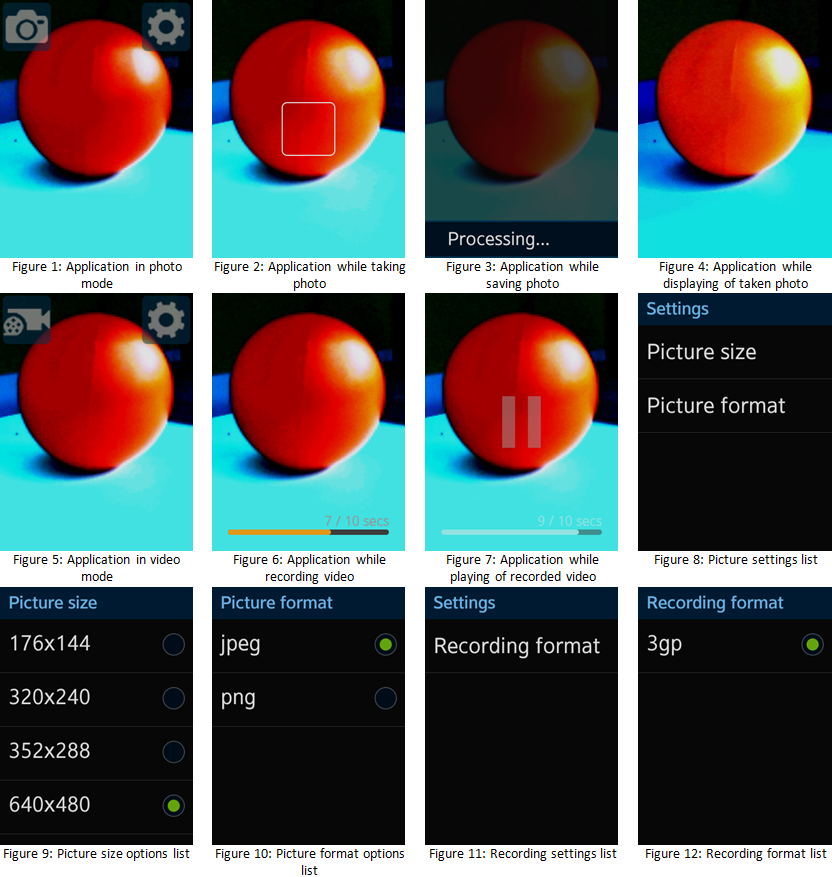 Figure 1: Application in photo
mode
Figure 2: Application while taking
photo
Processing...
Figure 3: Application while
saving photo
Figure 4: Application while
displaying of taken photo
Figure 5: Application in video
mode
7 / 10 secs
Figure 6: Application while
recording video
9 / 10 secs
Figure 7: Application while
playing of recorded video
Settings
Picture size
Picture format
Figure 8: Picture settings list
Picture size
176x144
320x240
352x288
640x480
Figure 9: Picture size options list
Picture format
jpeg
png
Figure 10: Picture format options
list
Settings
Recording format
Figure 11: Recording settings list
Recording format
3gp
Figure 12: Recording format list